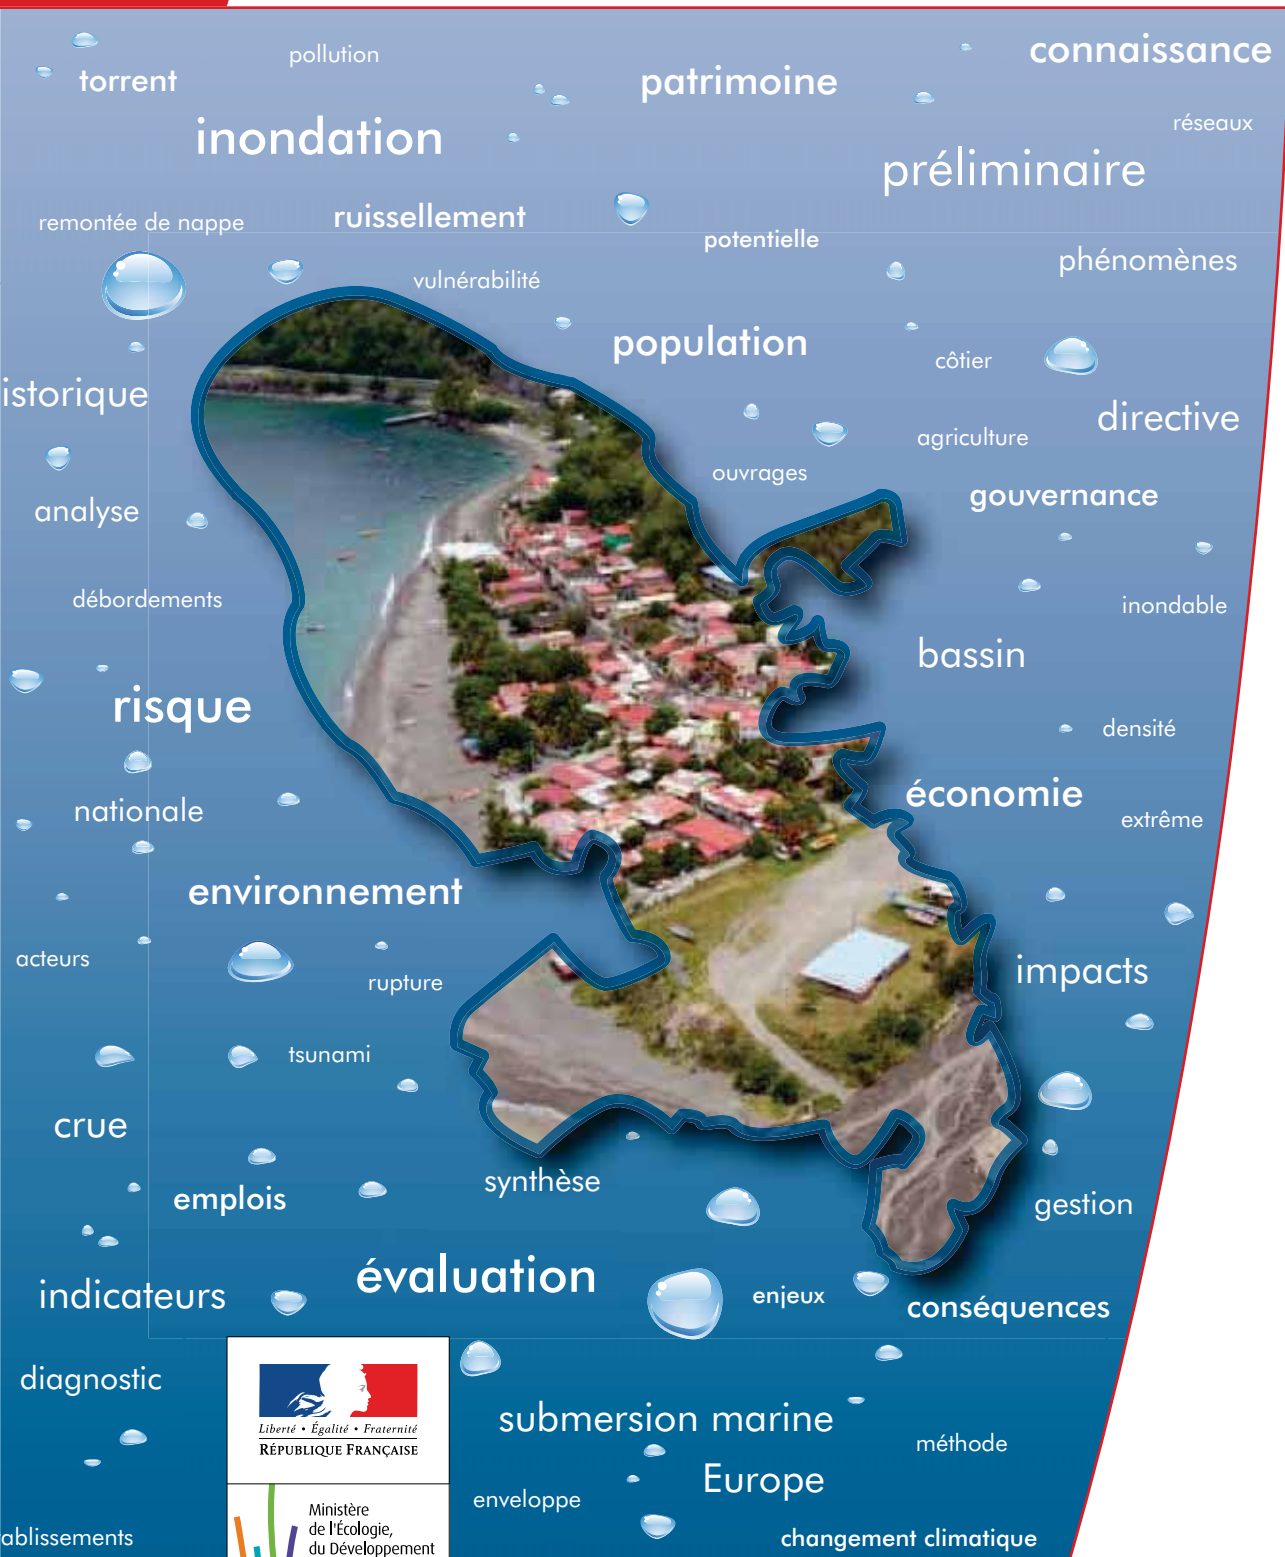 connaissance
pollution
torrent
patrimoine
réseaux
inondation
préliminaire
ruissellement
remontée de nappe
potentielle
phénomènes
vulnérabilité
population
côtier
istorique
directive
agriculture
ouvrages
gouvernance
analyse
débordements
inondable
bassin
risque
densité
économie
nationale
extrême
environnement
acteurs
impacts
rupture
tsunami
crue
synthèse
emplois
gestion
évaluation
indicateurs
enjeux
conséquences
diagnostic
submersion marine
Liberté • Égalité • Fraternité
RÉPUBLIQUE FRANÇAISE
méthode
Europe
enveloppe
Ministère
de l'Écologie,
du Développement
ablissements
changement climatique